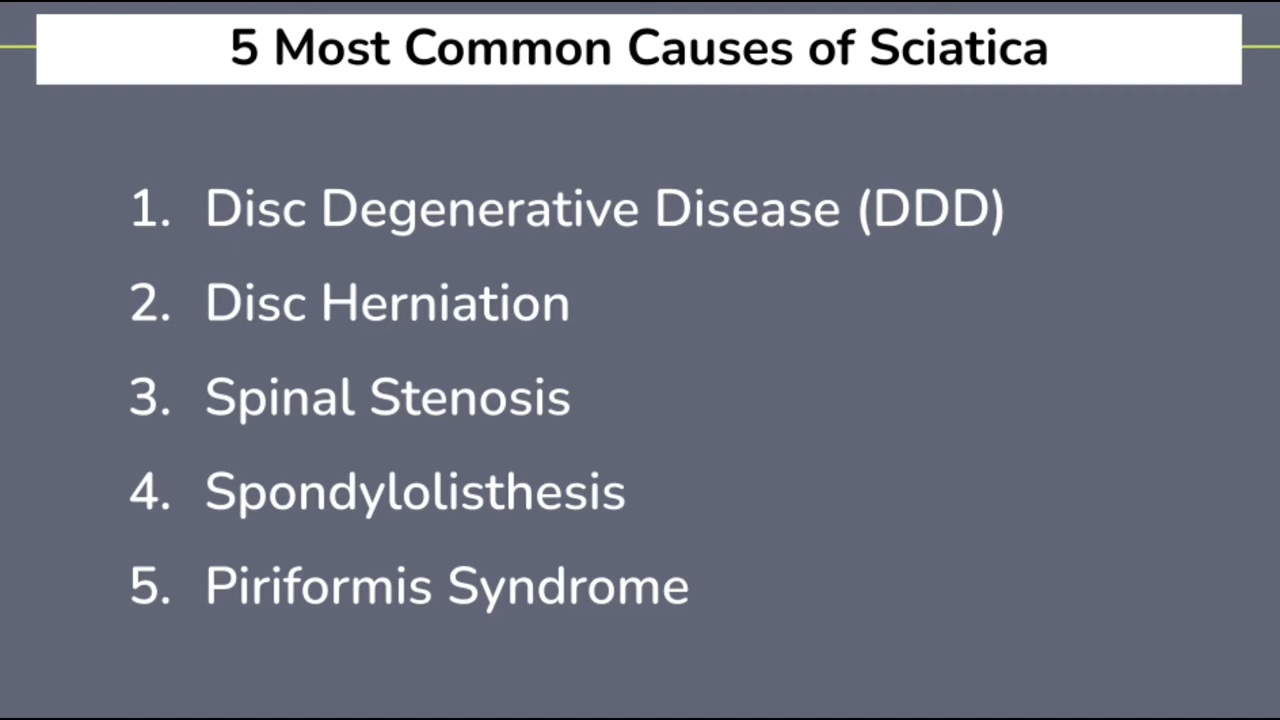 5 Most Common Causes of Sciatica
1. Disc Degenerative Disease (DDD)
2. Disc Herniation
3. Spinal Stenosis
4. Spondylolisthesis
5. Piriformis Syndrome